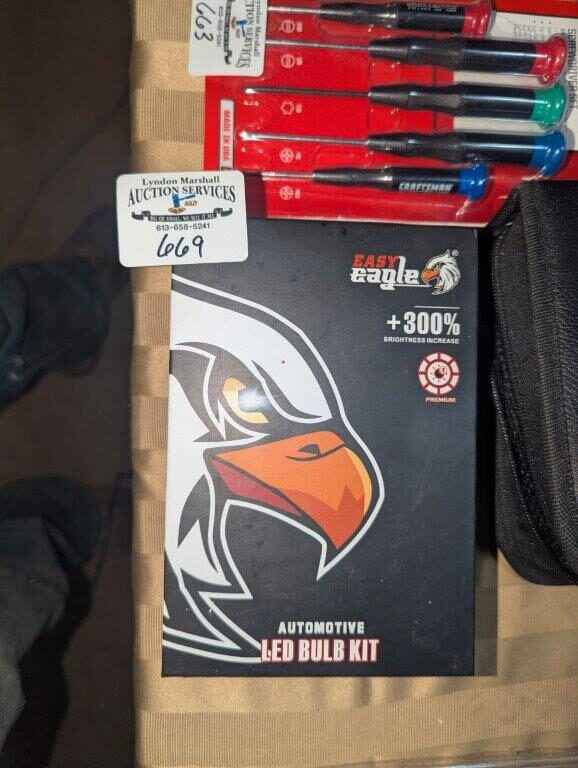 663
Lyndon Marshall
AUCTION SERVICES
613-658-5241
669
MADE IN USA
CRAFTSMAN
EASY
eagle
®
+300%
BRIGHTNESS INCREASE
PREMIUM
AUTOMOTIVE
LED BULB KIT